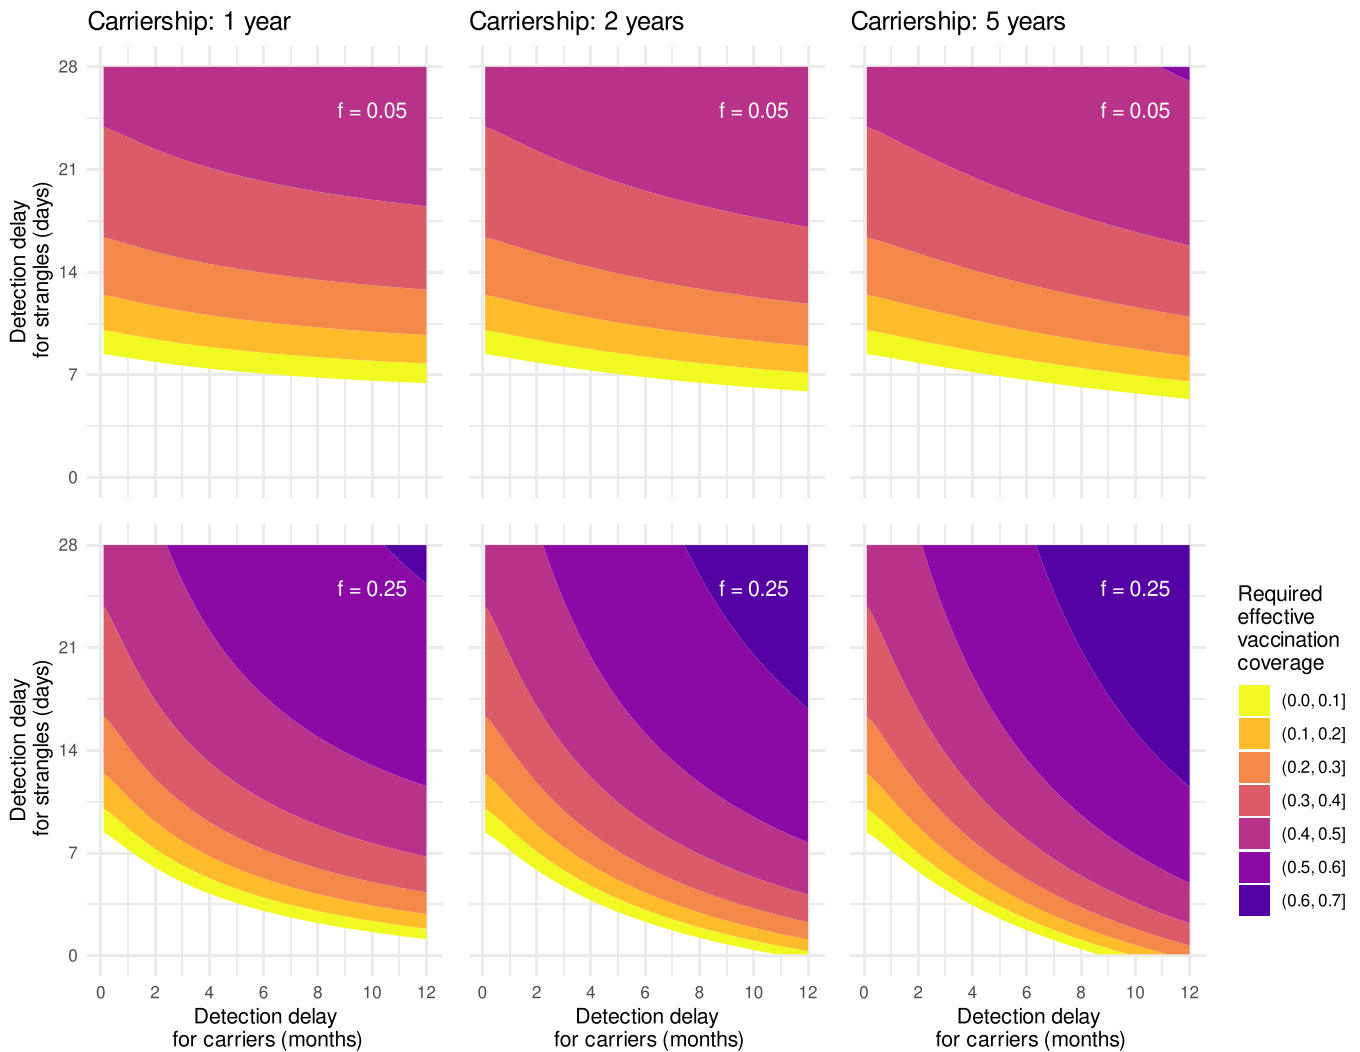 Carriership: 1 year
Carriership: 2 years
Carriership: 5 years
Detection delay
for strangles (days)
28
21
14
7
0
f = 0.05
f = 0.05
f = 0.05
Detection delay
for strangles (days)
28
21
14
7
0
f = 0.25
f = 0.25
f = 0.25
0 2 4 6 8 10 12
0 2 4 6 8 10 12
0 2 4 6 8 10 12
Detection delay
for carriers (months)
Detection delay
for carriers (months)
Detection delay
for carriers (months)
Required
effective
vaccination
coverage
(0.0, 0.1]
(0.1, 0.2]
(0.2, 0.3]
(0.3, 0.4]
(0.4, 0.5]
(0.5, 0.6]
(0.6, 0.7]